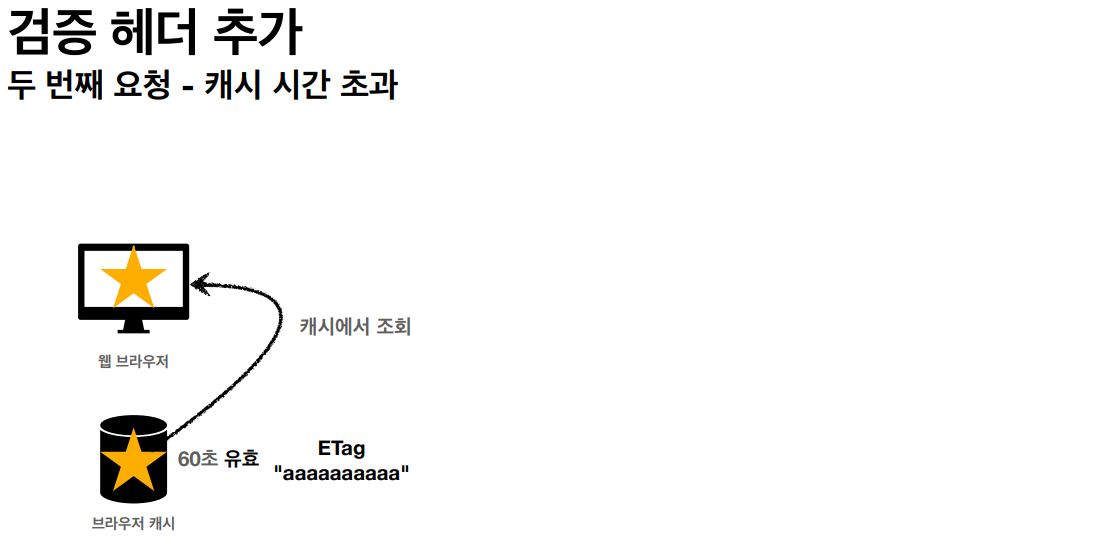 검증 헤더 추가
두 번째 요청 - 캐시 시간 초과
캐시에서 조회
웹 브라우저
60초 유효
ETag
"aaaaaaaaaa"
브라우저 캐시